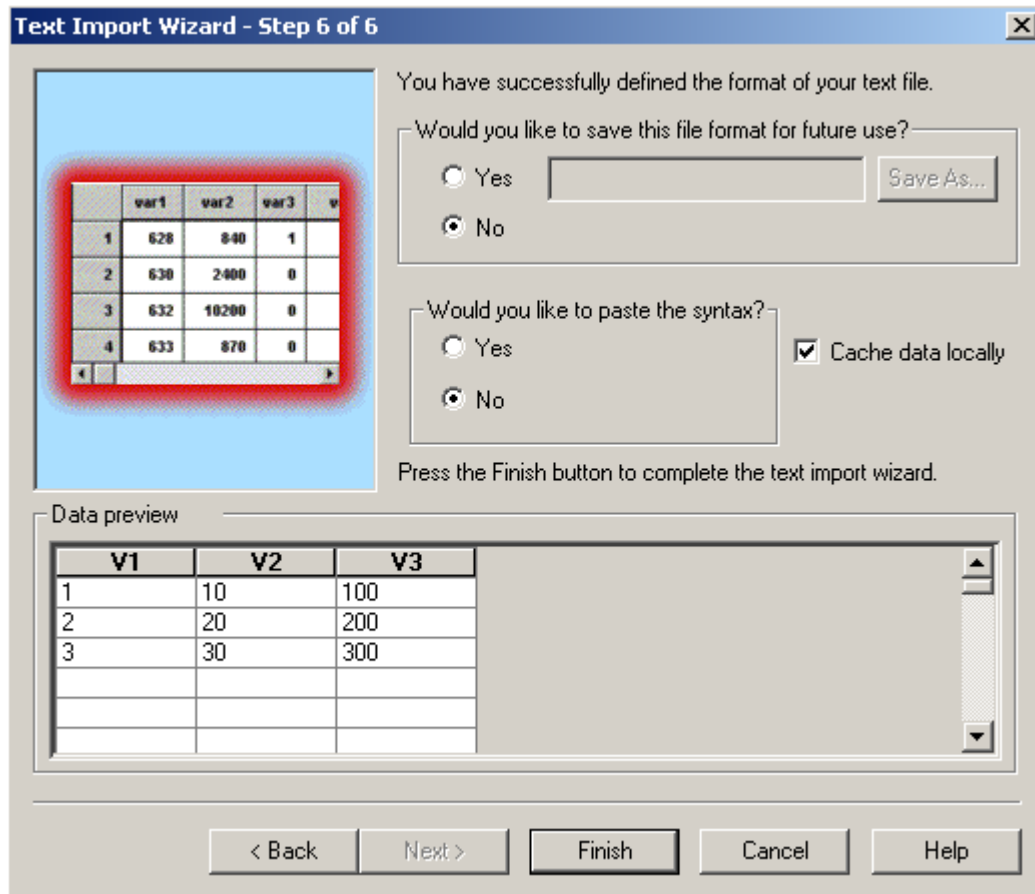 Text Import Wizard - Step 6 of 6
You have successfully defined the format of your text file.
Would you like to save this file format for future use?
Yes
Save As...
No
var1 var2 var3 v
1 628 840 1
2 630 2400 0
3 632 10200 0
4 633 870 0
Would you like to paste the syntax?
Yes
Cache data locally
No
Press the Finish button to complete the text import wizard.
Data preview
V1 V2 V3
1 10 100
2 20 200
3 30 300
< Back Next > Finish Cancel Help